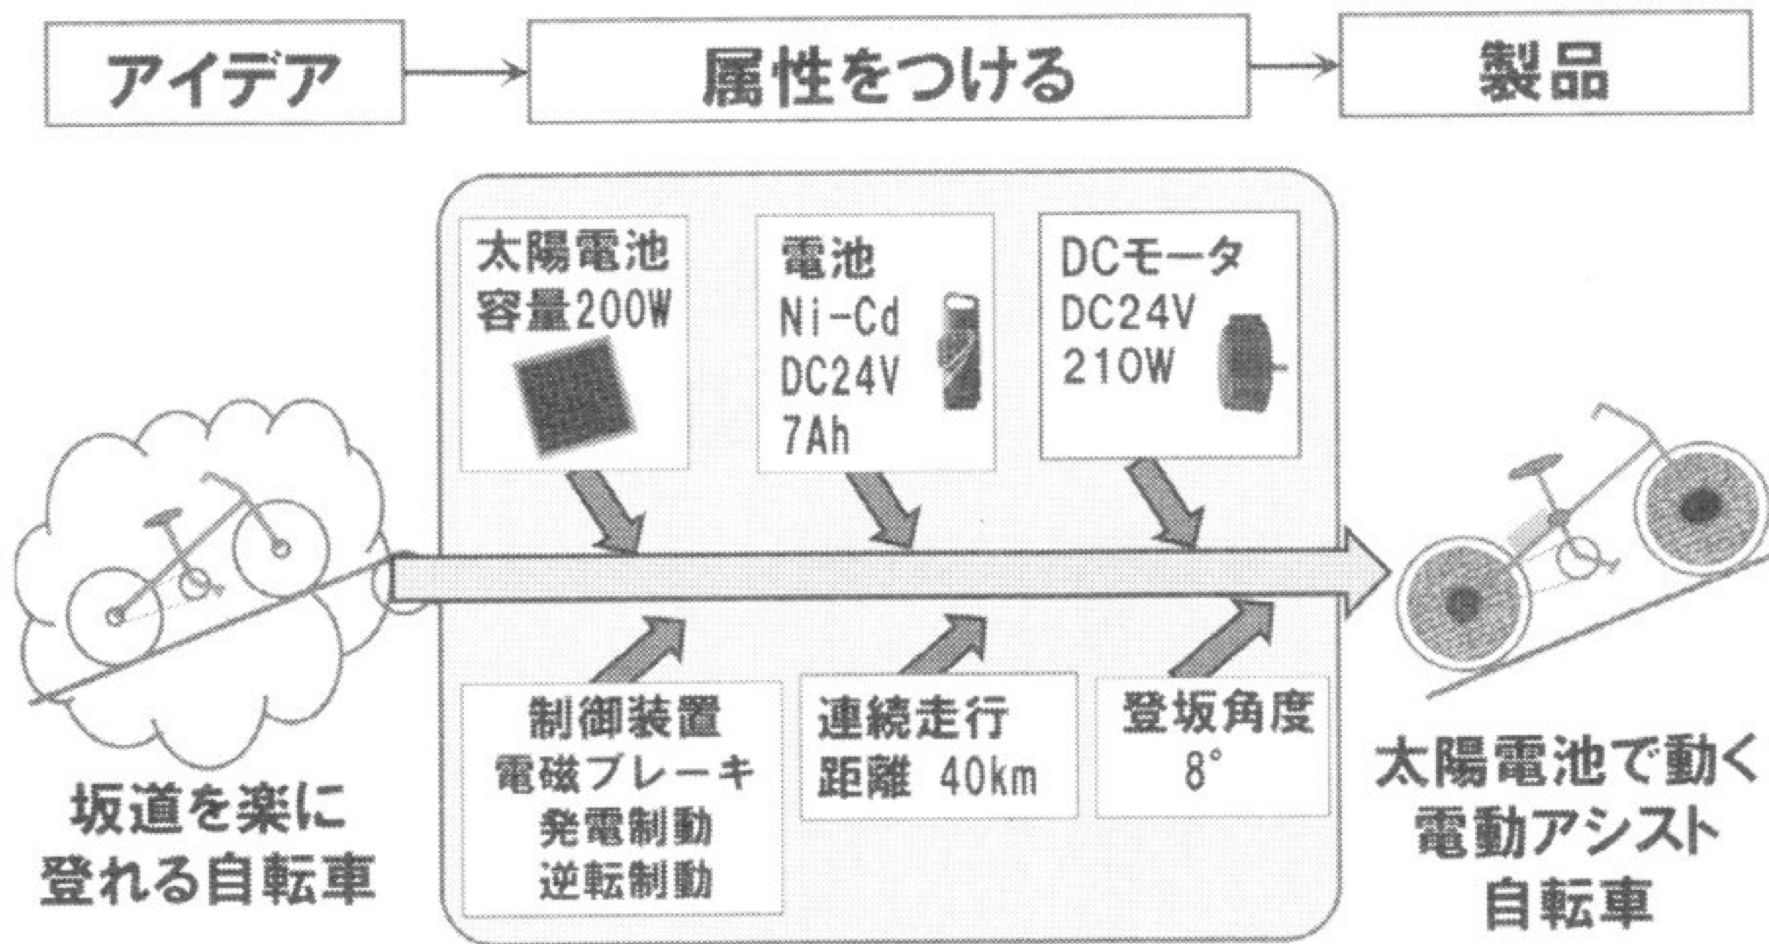 アイデア
属性をつける
製品
太陽電池
容量200W
電池
Ni-Cd
DC24V
7Ah
DCモータ
DC24V
210W
制御装置
電磁ブレーキ
発電制動
逆転制動
連続走行
距離 40km
登坂角度
8°
坂道を楽に
登れる自転車
太陽電池で動く
電動アシスト
自転車